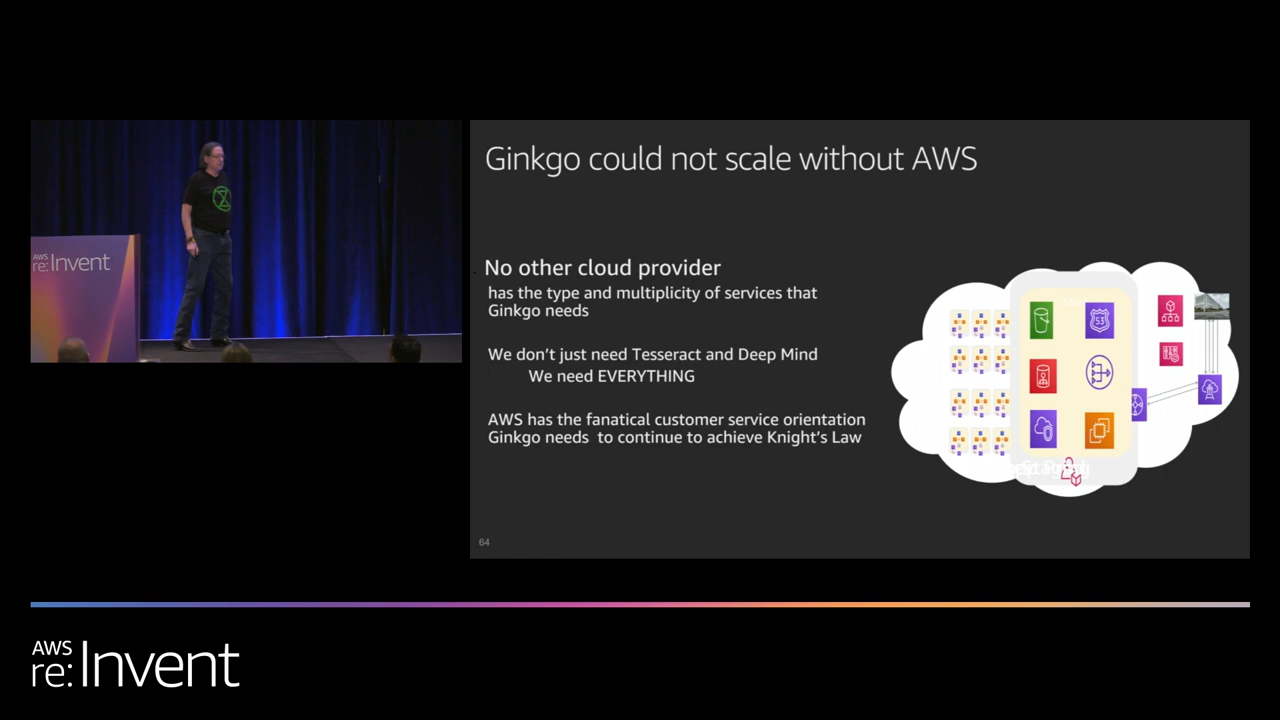 AWS
re:Invent
Ginkgo could not scale without AWS
No other cloud provider
has the type and multiplicity of services that
Ginkgo needs
We don't just need Tesseract and Deep Mind
We need EVERYTHING
AWS has the fanatical customer service orientation
Ginkgo needs to continue to achieve Knight's Law
53
64
AWS
re:Invent